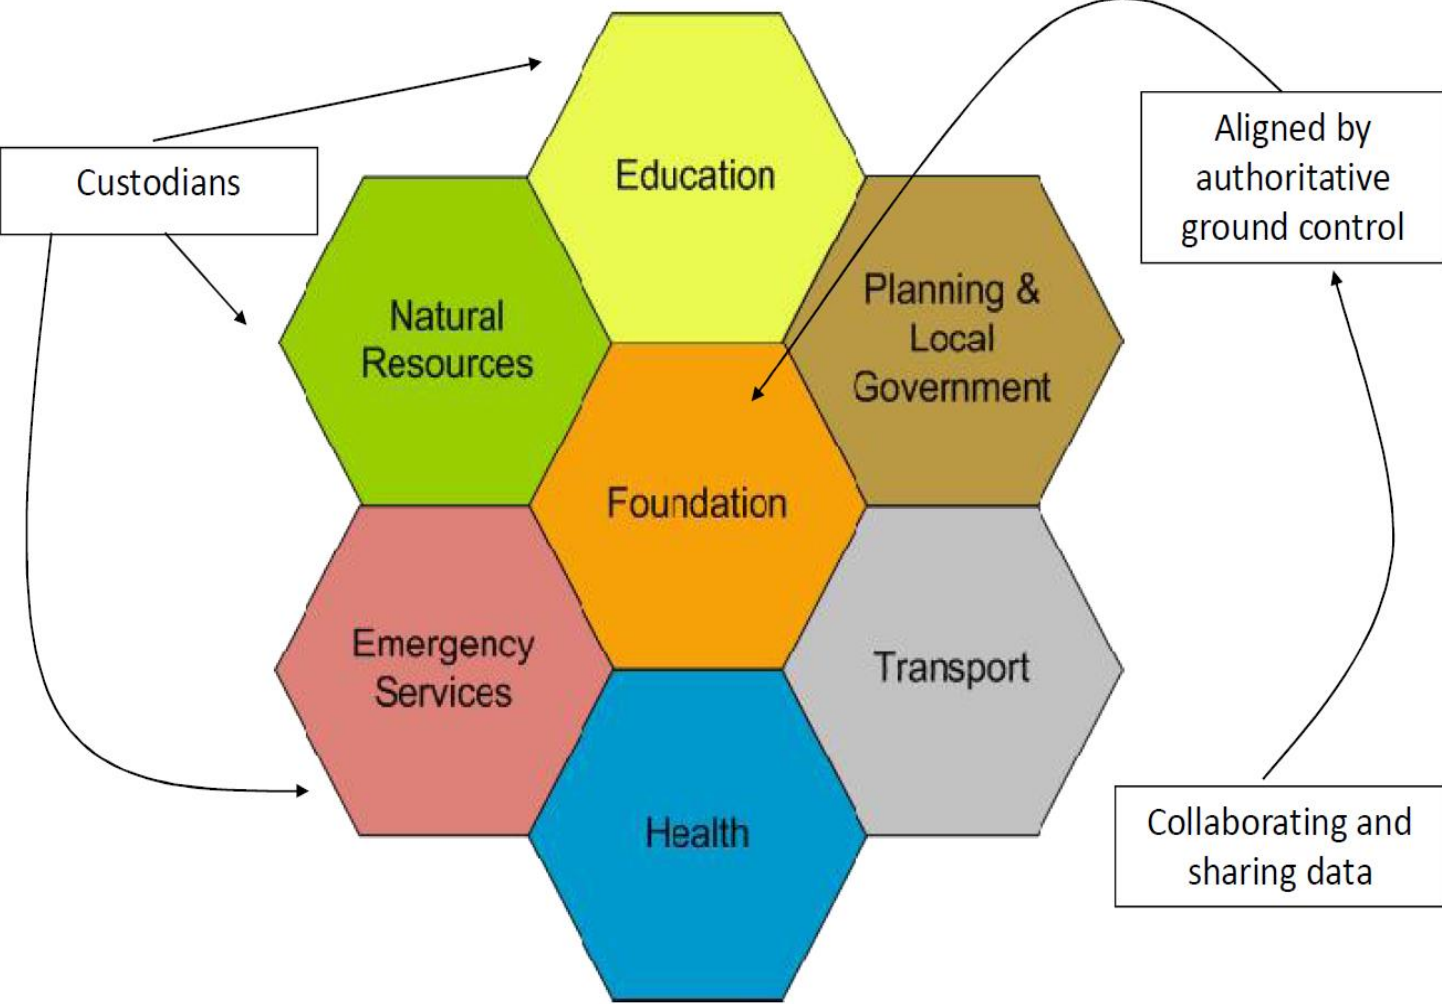 Education
Custodians
Aligned by
authoritative
ground control
Natural
Resources
Planning &
Local
Government
Foundation
Emergency
Services
Transport
Health
Collaborating and
sharing data